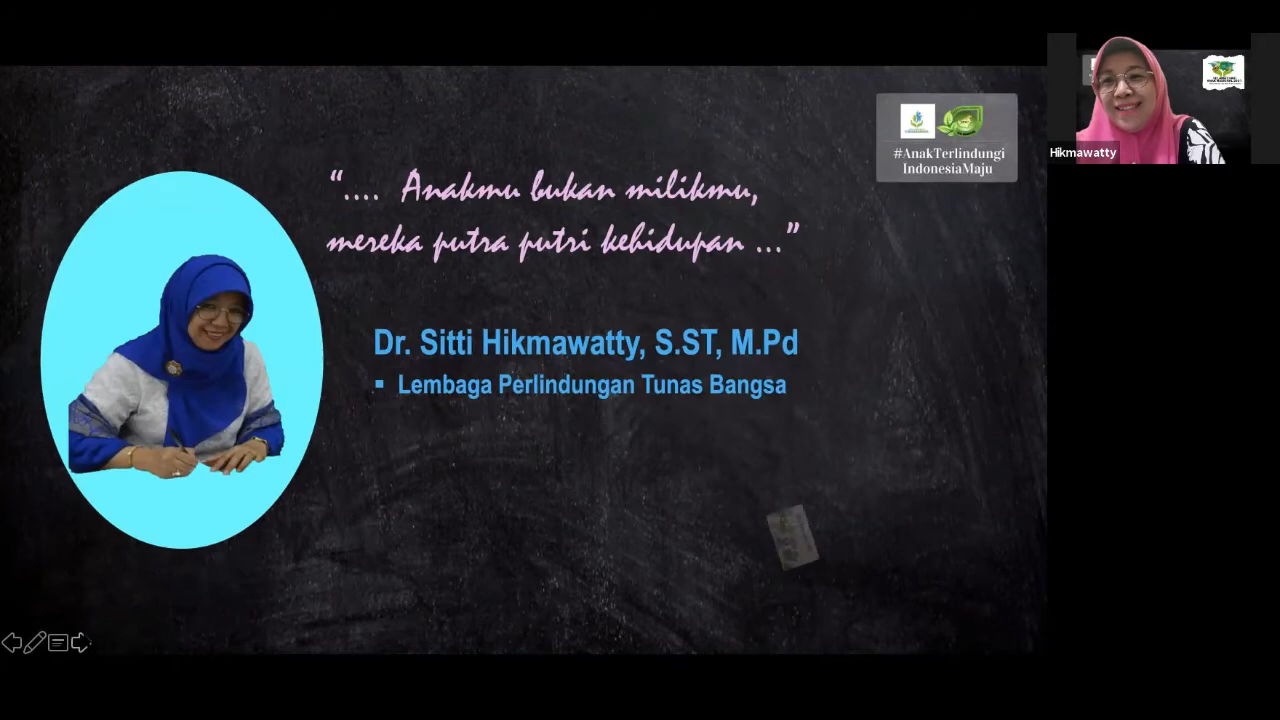 “.... Anakmu bukan milikmu,
mereka putra putri kehidupan ...”
#AnakTerlindungi
IndonesiaMaju
Dr. Sitti Hikmawatty, S.ST, M.Pd
▪ Lembaga Perlindungan Tunas Bangsa
Hikmawatty